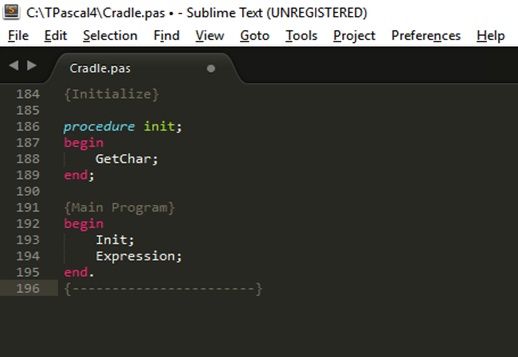 C:\TPascal4\Cradle.pas • - Sublime Text (UNREGISTERED)
File Edit Selection Find View Goto Tools Project Preferences Help
Cradle.pas
184 {Initialize}
185
186 procedure init;
187 begin
188 GetChar;
189 end;
190
191 {Main Program}
192 begin
193 Init;
194 Expression;
195 end.
196 {-----------------------}